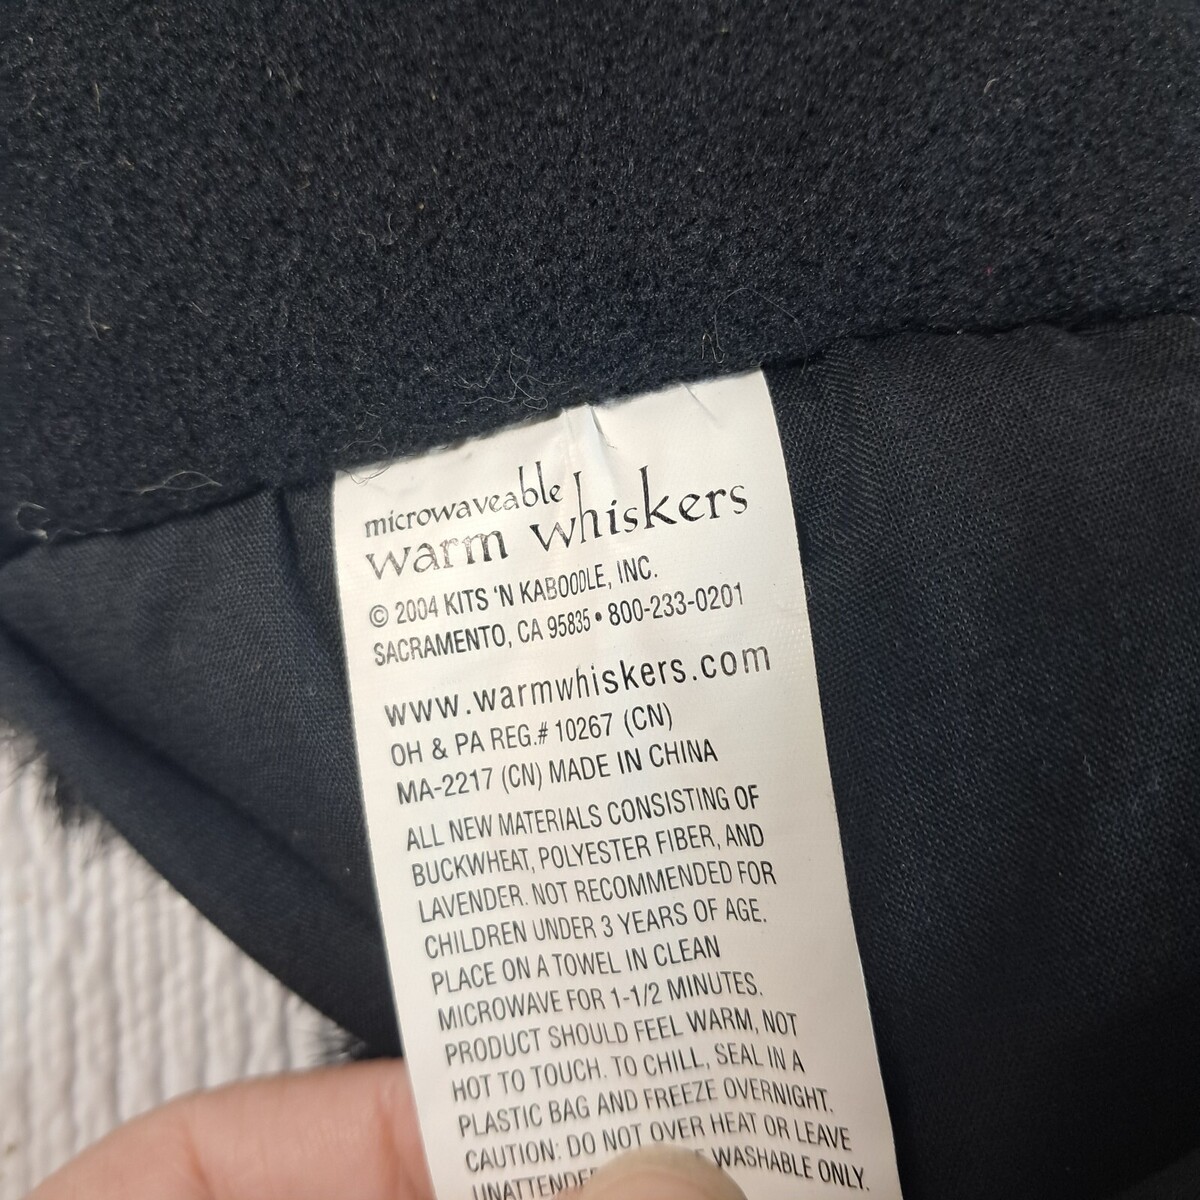 microwaveable
warm whiskers
© 2004 KITS 'N KABOODLE, INC.
SACRAMENTO, CA 95835 • 800-233-0201
www.warmwhiskers.com
OH & PA REG.# 10267 (CN)
MA-2217 (CN) MADE IN CHINA
ALL NEW MATERIALS CONSISTING OF
BUCKWHEAT, POLYESTER FIBER, AND
LAVENDER. NOT RECOMMENDED FOR
CHILDREN UNDER 3 YEARS OF AGE.
PLACE ON A TOWEL IN CLEAN
MICROWAVE FOR 1-1/2 MINUTES.
PRODUCT SHOULD FEEL WARM, NOT
HOT TO TOUCH. TO CHILL, SEAL IN A
PLASTIC BAG AND FREEZE OVERNIGHT.
CAUTION: DO NOT OVER HEAT OR LEAVE
WASHABLE ONLY.